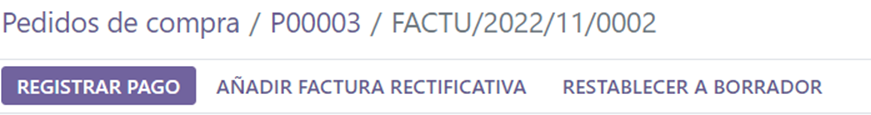 Pedidos de compra / P00003 / FACTU/2022/11/0002
REGISTRAR PAGO AÑADIR FACTURA RECTIFICATIVA RESTABLECER A BORRADOR